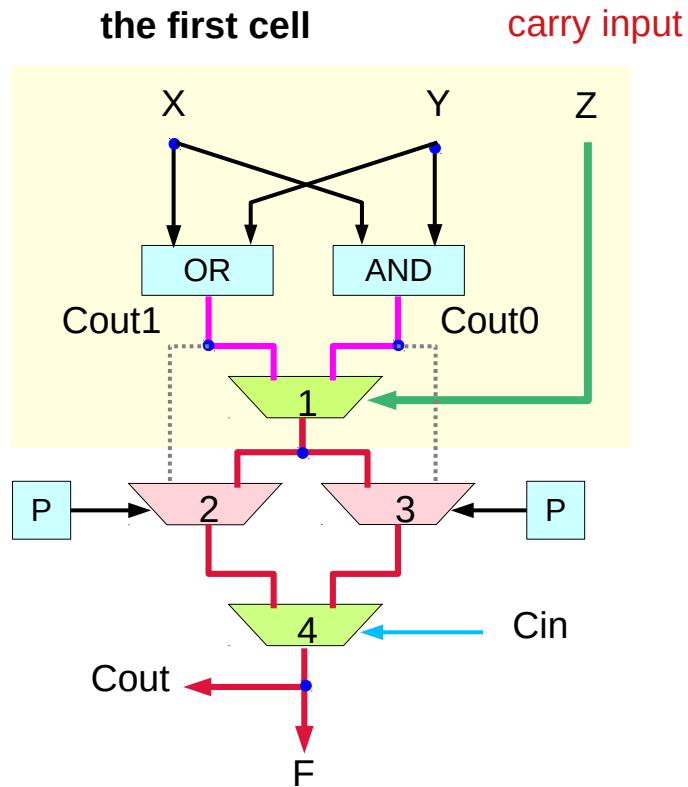 the first cell
carry input
X
Y
Z
OR
AND
Cout1
Cout0
1
P
2
3
P
4
Cin
Cout
F